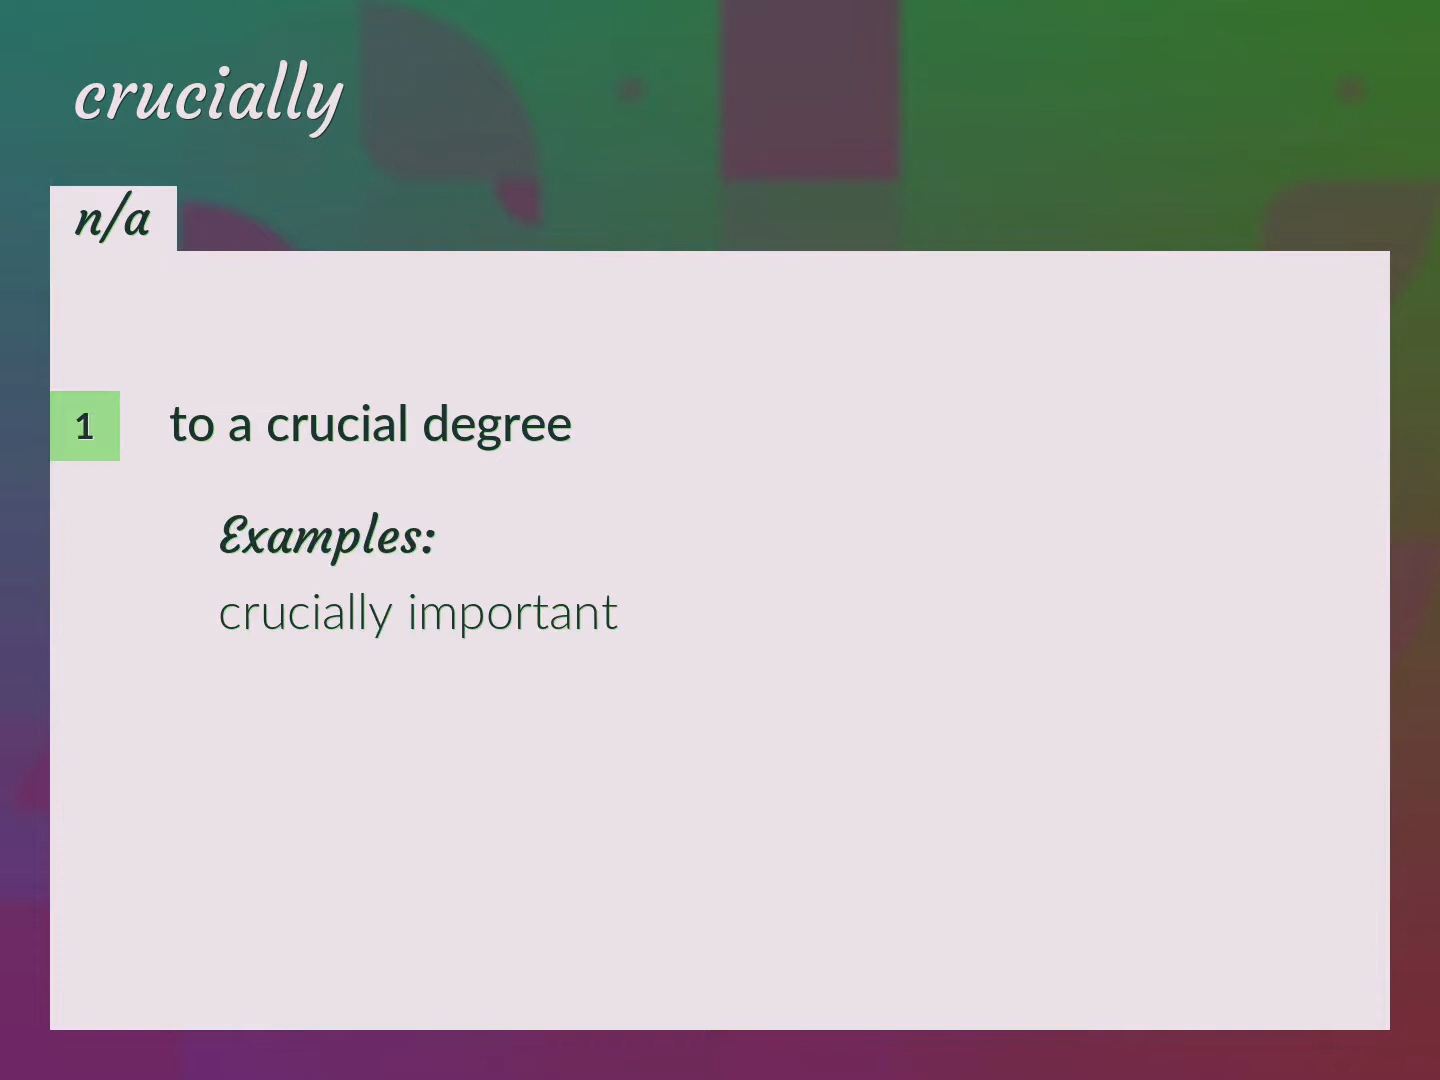 crucially
n/a
1 to a crucial degree
Examples:
crucially important